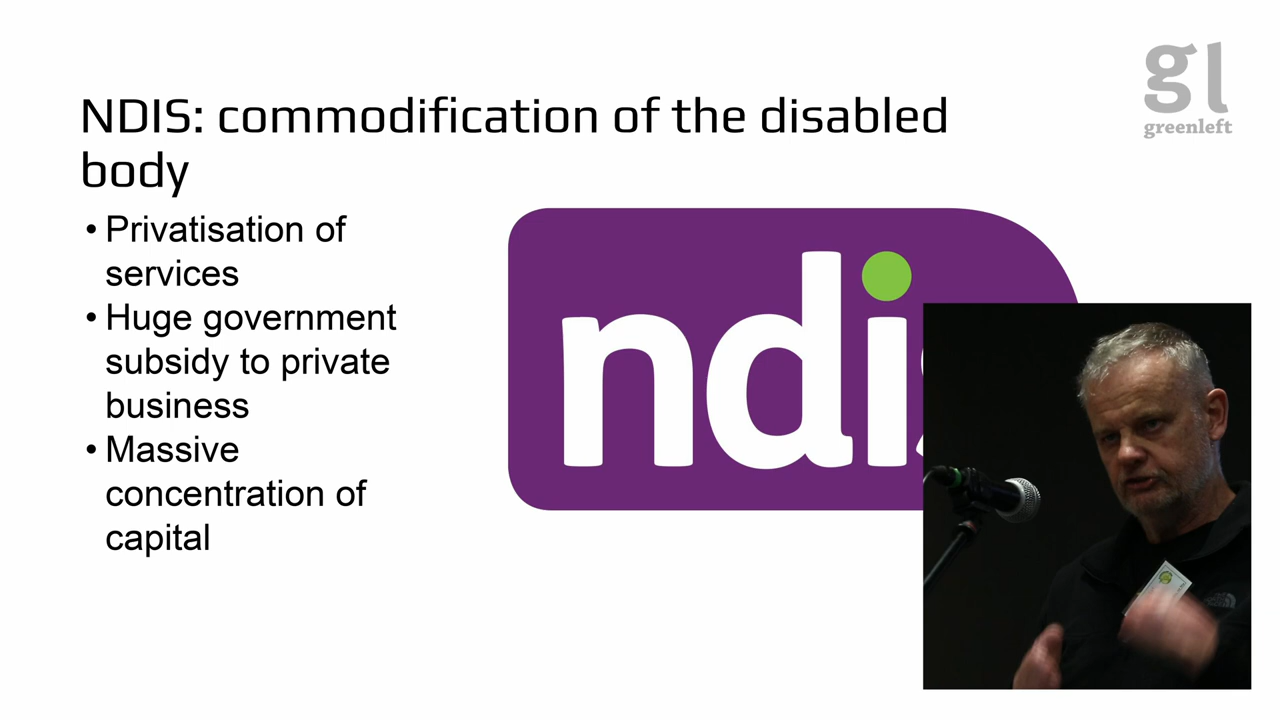 gl
greenleft
NDIS: commodification of the disabled
body
• Privatisation of
services
• Huge government
subsidy to private
business
• Massive
concentration of
capital
ndis